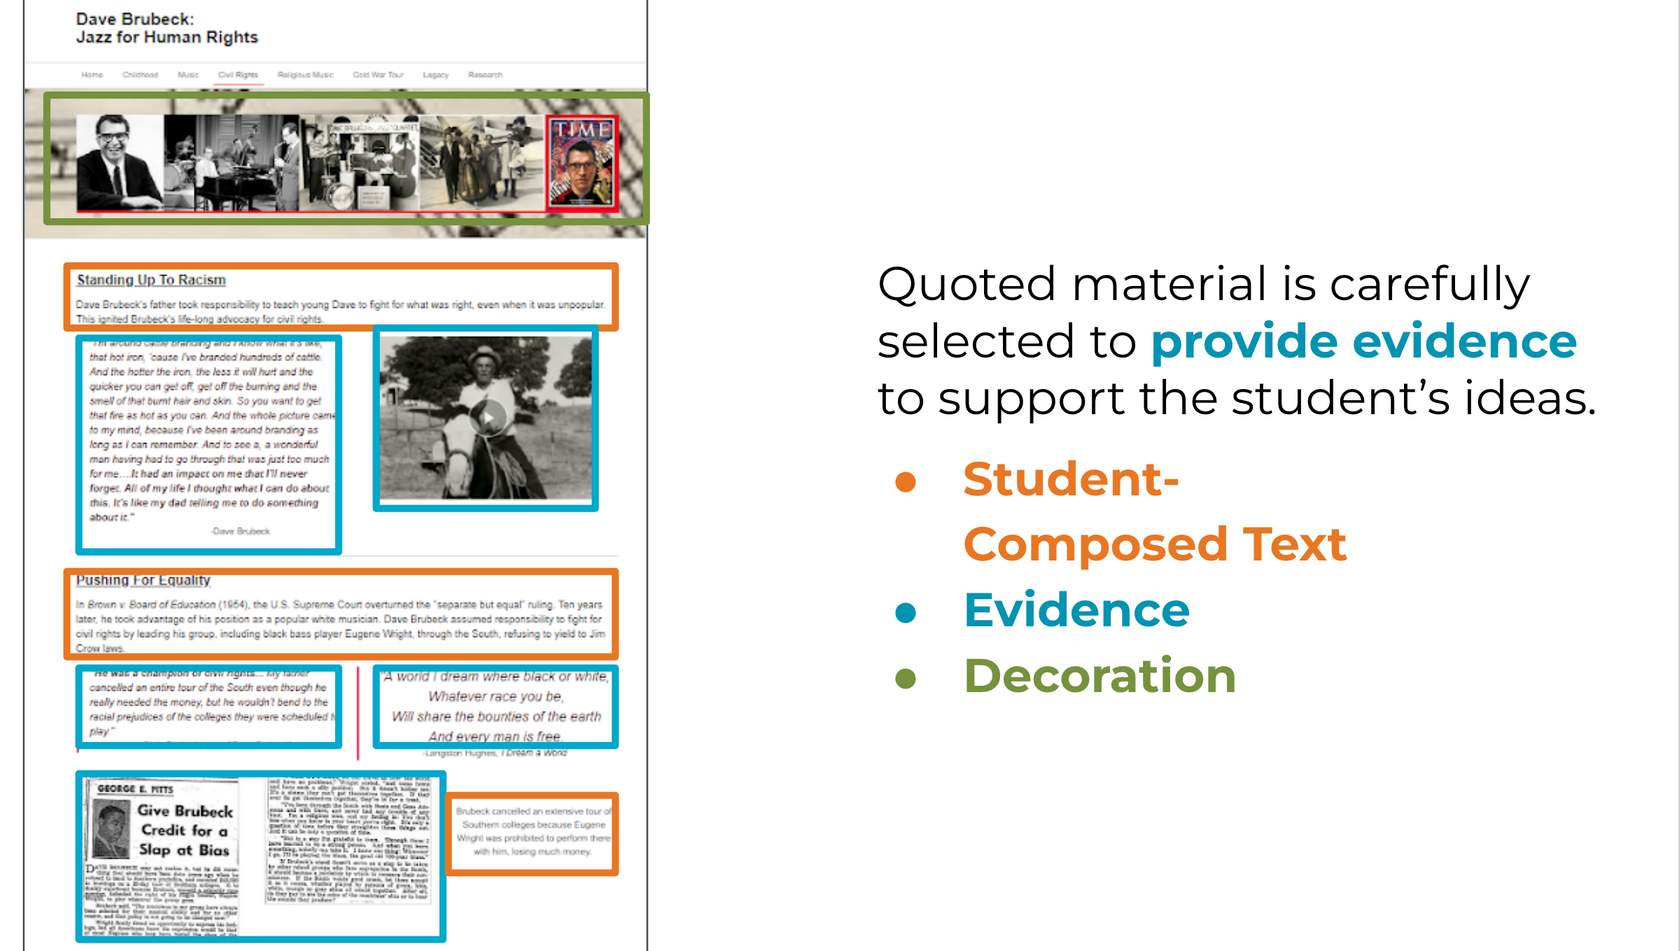 Dave Brubeck:
Jazz for Human Rights
Home Childhood Music Civil Rights Religious Music Cold War Tour Legacy Research
TIME
Standing Up To Racism
Dave Brubeck's father took responsibility to teach young Dave to fight for what was right, even when it was unpopular.
This ignited Brubeck's life-long advocacy for civil rights.
"I'm around cattle branding and I know what it's like,
that hot iron, 'cause I've branded hundreds of cattle.
And the hotter the iron, the less it will hurt and the
quicker you can get off, get off the burning and the
smell of that burnt hair and skin. So you want to get
that fire as hot as you can. And the whole picture came
to my mind, because I've been around branding as
long as I can remember. And to see a, a wonderful
man having had to go through that was just too much
for me....It had an impact on me that I'll never
forget. All of my life I thought what I can do about
this. It's like my dad telling me to do something
about it."
-Dave Brubeck
Pushing For Equality
In Brown v. Board of Education (1954), the U.S. Supreme Court overturned the "separate but equal" ruling. Ten years
later, he took advantage of his position as a popular white musician. Dave Brubeck assumed responsibility to fight for
civil rights by leading his group, including black bass player Eugene Wright, through the South, refusing to yield to Jim
Crow laws.
"He was a champion of civil rights... My father
cancelled an entire tour of the South even though he
really needed the money, but he wouldn't bend to the
racial prejudices of the colleges they were scheduled to
play."
"A world I dream where black or white,
Whatever race you be,
Will share the bounties of the earth
And every man is free.
-Langston Hughes, I Dream a World
GEORGE E. PITTS
Give Brubeck
Credit for a
Slap at Bias
Brubeck cancelled an extensive tour of
Southern colleges because Eugene
Wright was prohibited to perform there
with him, losing much money.
Quoted material is carefully
selected to provide evidence
to support the student's ideas.
● Student-
Composed Text
● Evidence
● Decoration